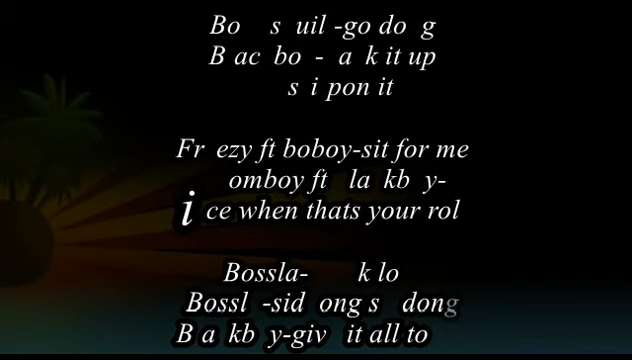 Bo s uil -go do g
B ac bo - a k it up
s i pon it
Fr ezy ft boboy-sit for me
omboy ft la kb y-
i ce when thats your rol
Bossla- k lo
Bossl -sid ong s dong
B a kb y-giv it all to